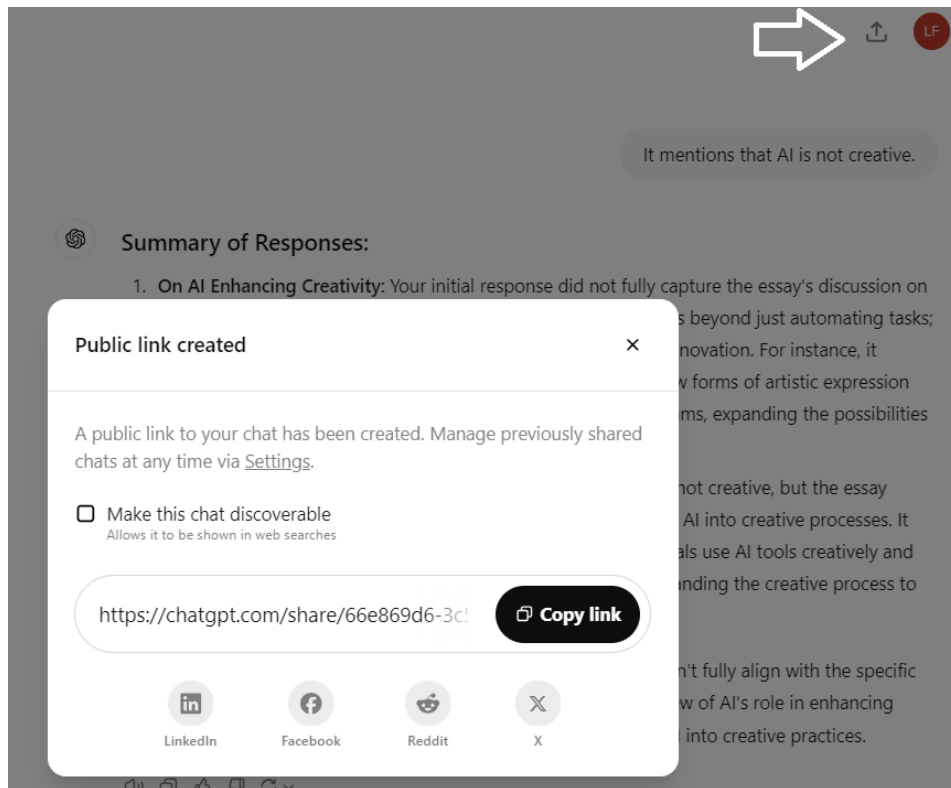 LF
It mentions that AI is not creative.
Summary of Responses:
1. On AI Enhancing Creativity: Your initial response did not fully capture the essay's discussion on
s beyond just automating tasks;
novation. For instance, it
forms of artistic expression
ms, expanding the possibilities
not creative, but the essay
AI into creative processes. It
als use AI tools creatively and
anding the creative process to
n't fully align with the specific
w of AI's role in enhancing
into creative practices.
Public link created
A public link to your chat has been created. Manage previously shared
chats at any time via Settings.
Make this chat discoverable
Allows it to be shown in web searches
https://chatgpt.com/share/66e869d6-3c
Copy link
LinkedIn
Facebook
Reddit
X